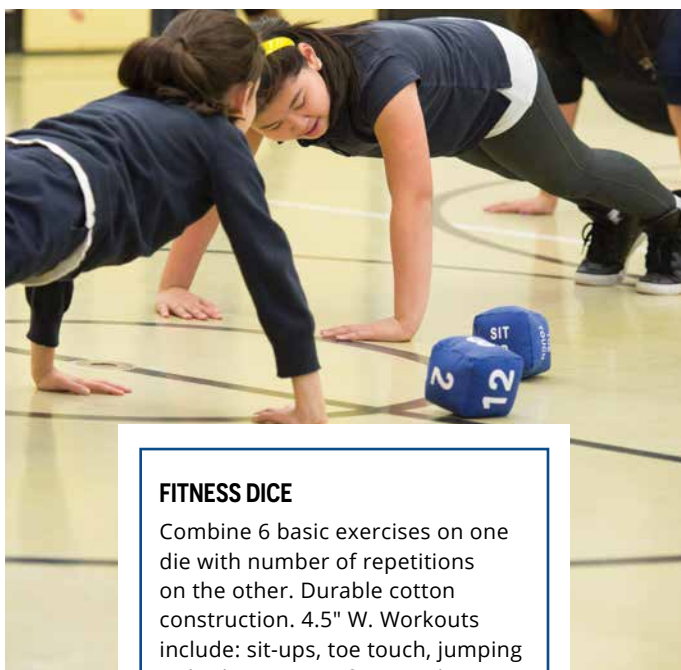 SIT
TOUCH
2
12
FITNESS DICE
Combine 6 basic exercises on one
die with number of repetitions
on the other. Durable cotton
construction. 4.5" W. Workouts
include: sit-ups, toe touch, jumping